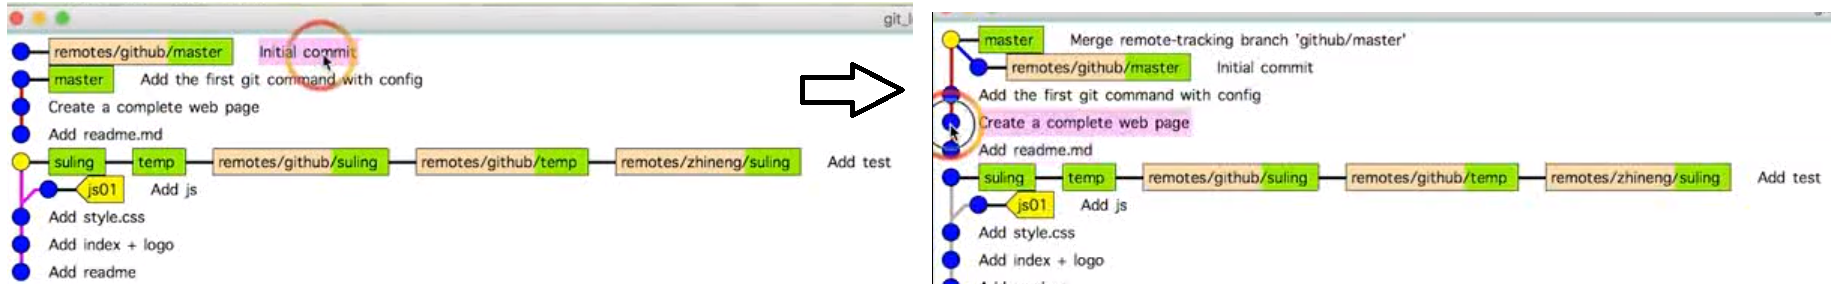 git_l
remotes/github/master Initial commit
master Add the first git command with config
Create a complete web page
Add readme.md
suling temp remotes/github/suling remotes/github/temp remotes/zhineng/suling Add test
js01 Add js
Add style.css
Add index + logo
Add readme
master Merge remote-tracking branch 'github/master'
remotes/github/master Initial commit
Add the first git command with config
Create a complete web page
Add readme.md
suling temp remotes/github/suling remotes/github/temp remotes/zhineng/suling Add test
js01 Add js
Add style.css
Add index + logo